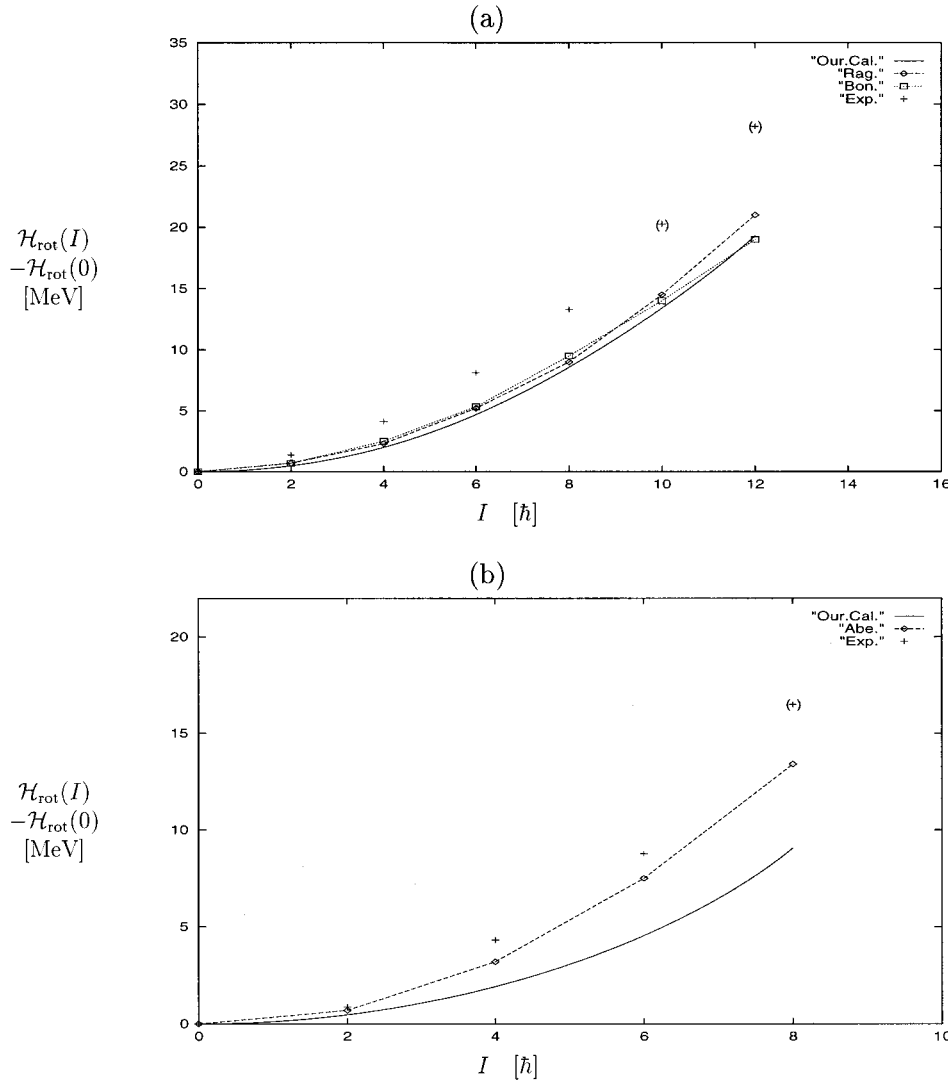 (a)
35
30
25
20
15
10
5
0
"Our.Cal."
"Rag."
"Bon."
"Exp."
(+)
(+)
ℋrot(I)
−ℋrot(0)
[MeV]
0 2 4 6 8 10 12 14 16
I [ħ]
(b)
20
15
10
5
0
"Our.Cal."
"Abe."
"Exp."
(+)
ℋrot(I)
−ℋrot(0)
[MeV]
0 2 4 6 8 10
I [ħ]